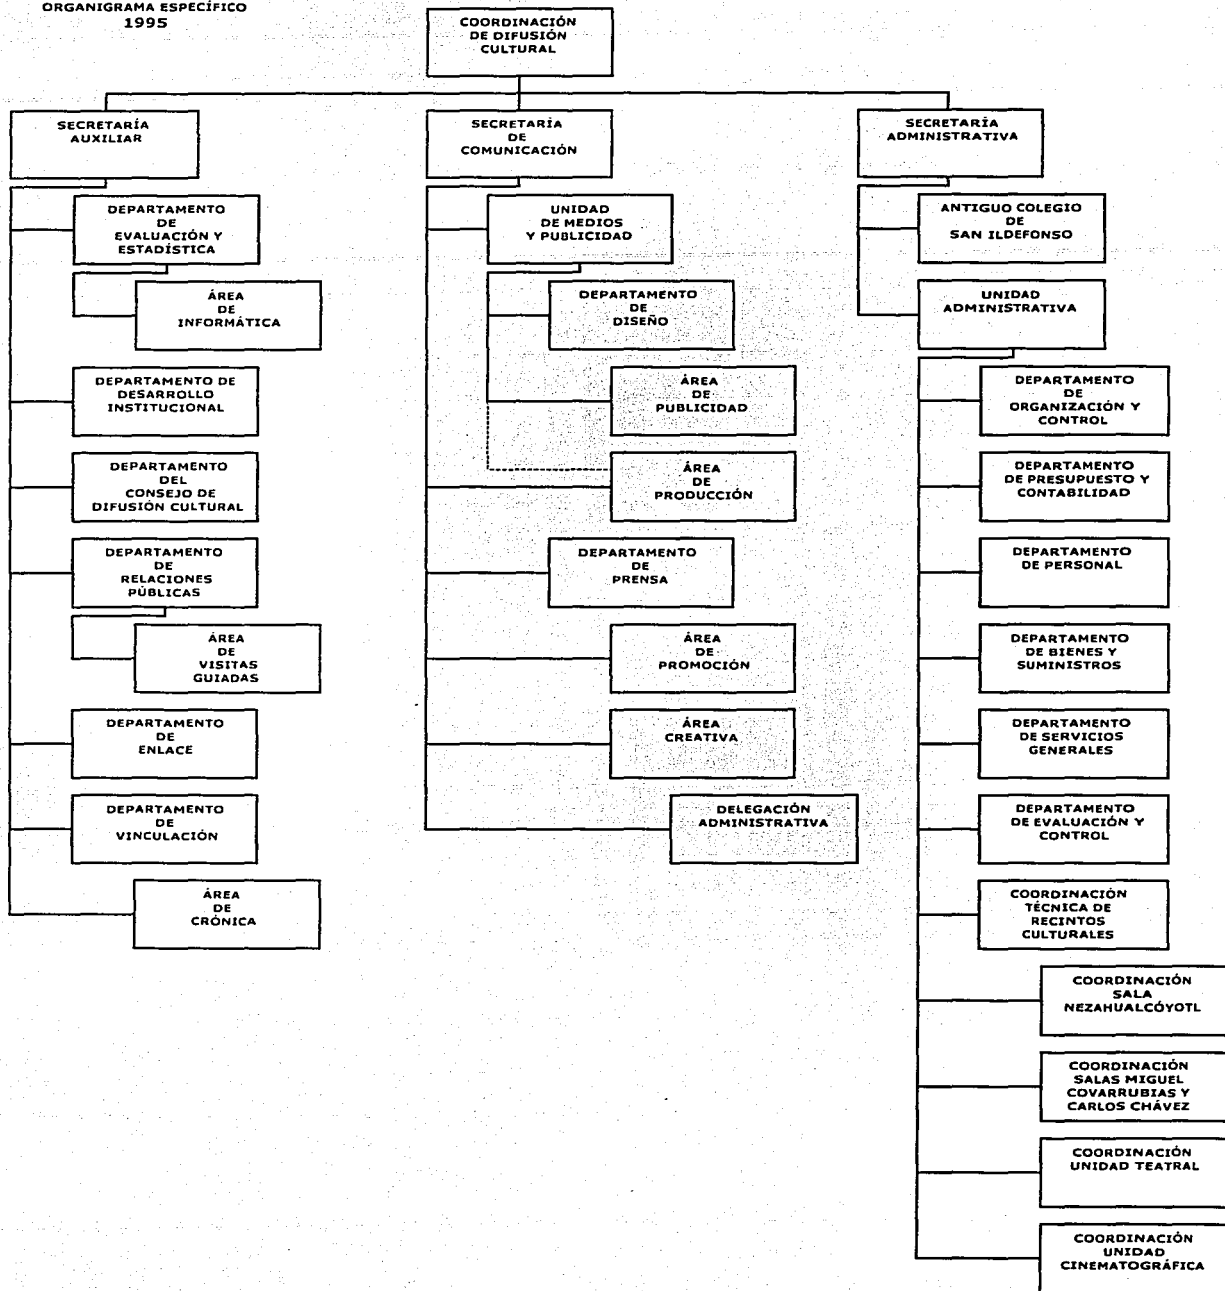 ORGANIGRAMA ESPECÍFICO
1995
COORDINACIÓN
DE DIFUSIÓN
CULTURAL
SECRETARÍA
AUXILIAR
DEPARTAMENTO
DE
EVALUACIÓN Y
ESTADÍSTICA
ÁREA
DE
INFORMÁTICA
DEPARTAMENTO DE
DESARROLLO
INSTITUCIONAL
DEPARTAMENTO
DEL
CONSEJO DE
DIFUSIÓN CULTURAL
DEPARTAMENTO
DE
RELACIONES
PÚBLICAS
ÁREA
DE
VISITAS
GUIADAS
DEPARTAMENTO
DE
ENLACE
DEPARTAMENTO
DE
VINCULACIÓN
ÁREA
DE
CRÓNICA
SECRETARÍA
DE
COMUNICACIÓN
UNIDAD
DE MEDIOS
Y PUBLICIDAD
DEPARTAMENTO
DE
DISEÑO
ÁREA
DE
PUBLICIDAD
ÁREA
DE
PRODUCCIÓN
DEPARTAMENTO
DE
PRENSA
ÁREA
DE
PROMOCIÓN
ÁREA
CREATIVA
DELEGACIÓN
ADMINISTRATIVA
SECRETARÍA
ADMINISTRATIVA
ANTIGUO COLEGIO
DE
SAN ILDEFONSO
UNIDAD
ADMINISTRATIVA
DEPARTAMENTO
DE
ORGANIZACIÓN Y
CONTROL
DEPARTAMENTO
DE PRESUPUESTO Y
CONTABILIDAD
DEPARTAMENTO
DE PERSONAL
DEPARTAMENTO
DE BIENES Y
SUMINISTROS
DEPARTAMENTO
DE SERVICIOS
GENERALES
DEPARTAMENTO
DE EVALUACIÓN Y
CONTROL
COORDINACIÓN
TÉCNICA DE
RECINTOS
CULTURALES
COORDINACIÓN
SALA
NEZAHUALCÓYOTL
COORDINACIÓN
SALAS MIGUEL
COVARRUBIAS Y
CARLOS CHÁVEZ
COORDINACIÓN
UNIDAD TEATRAL
COORDINACIÓN
UNIDAD
CINEMATOGRÁFICA